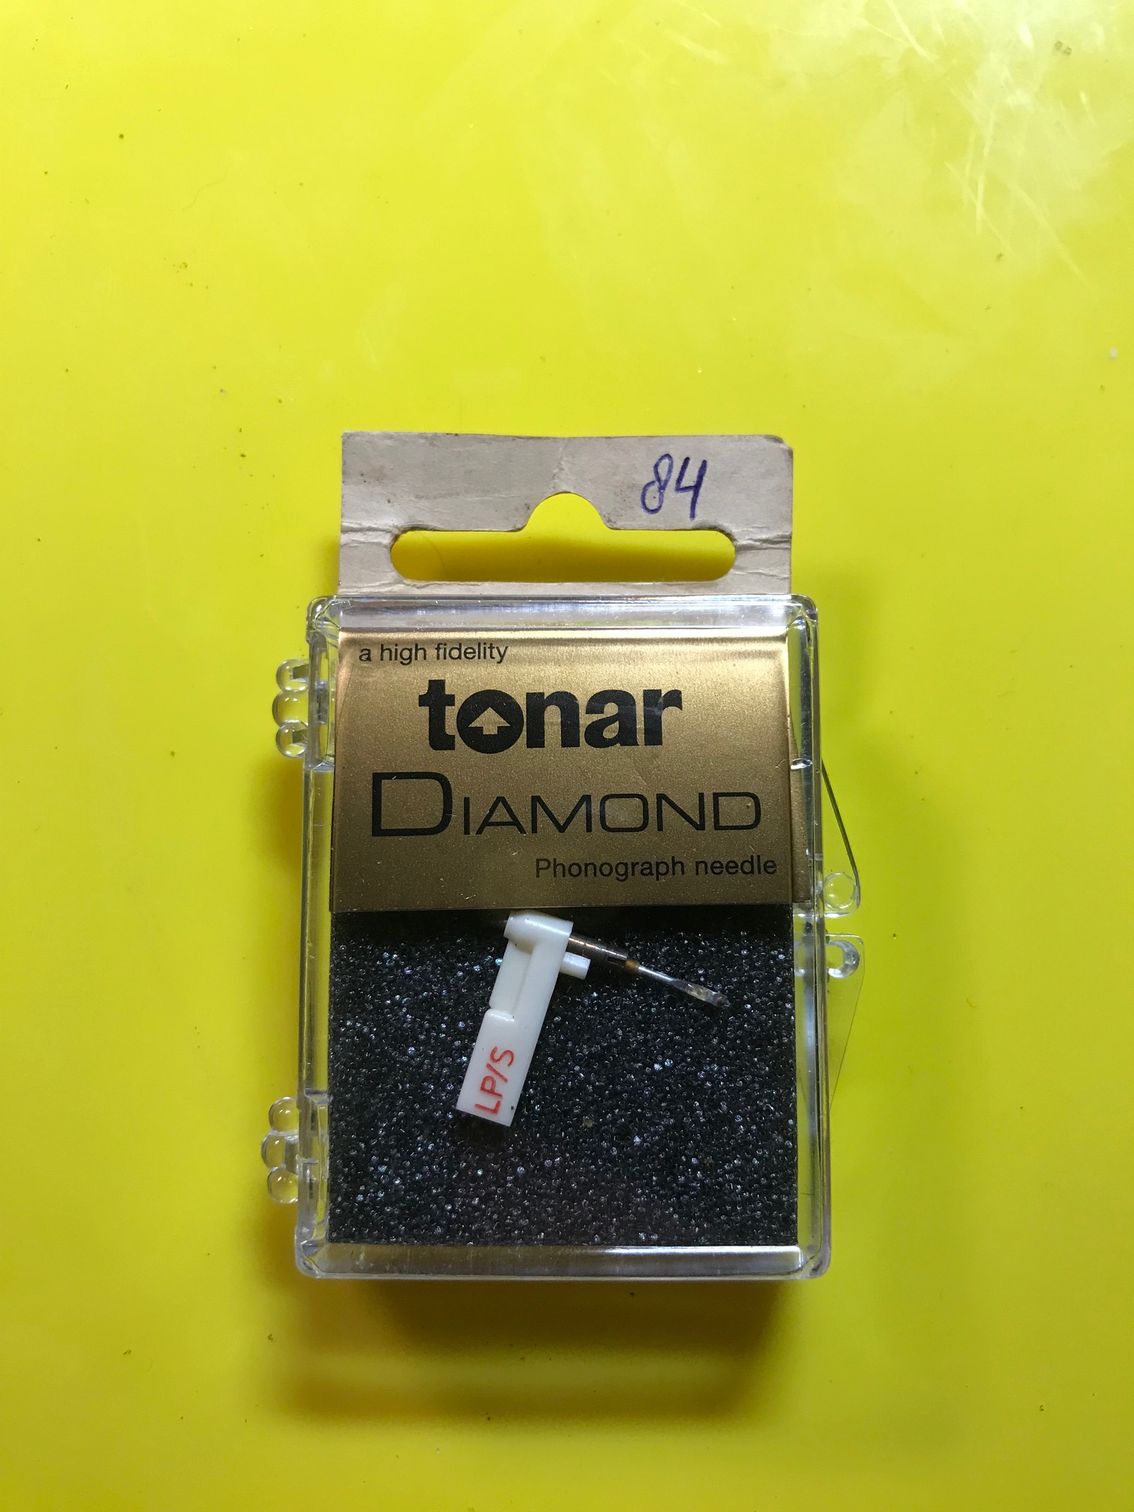 84
a high fidelity
tonar
DIAMOND
Phonograph needle
LP/S